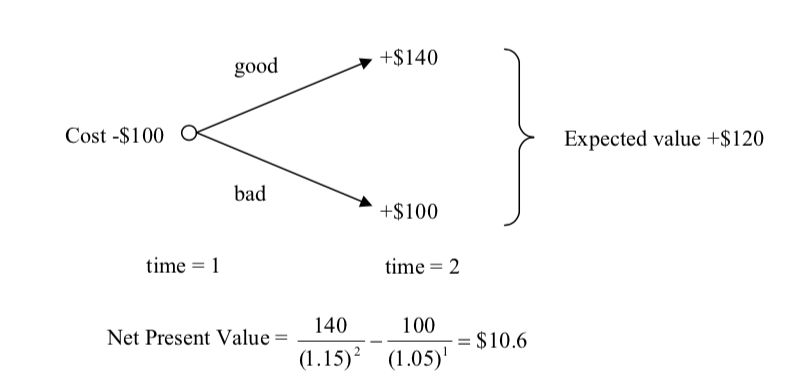 good
+$140
Cost -$100
Expected value +$120
bad
+$100
time = 1
time = 2
Net Present Value = 140/(1.15)² − 100/(1.05)¹ = $10.6